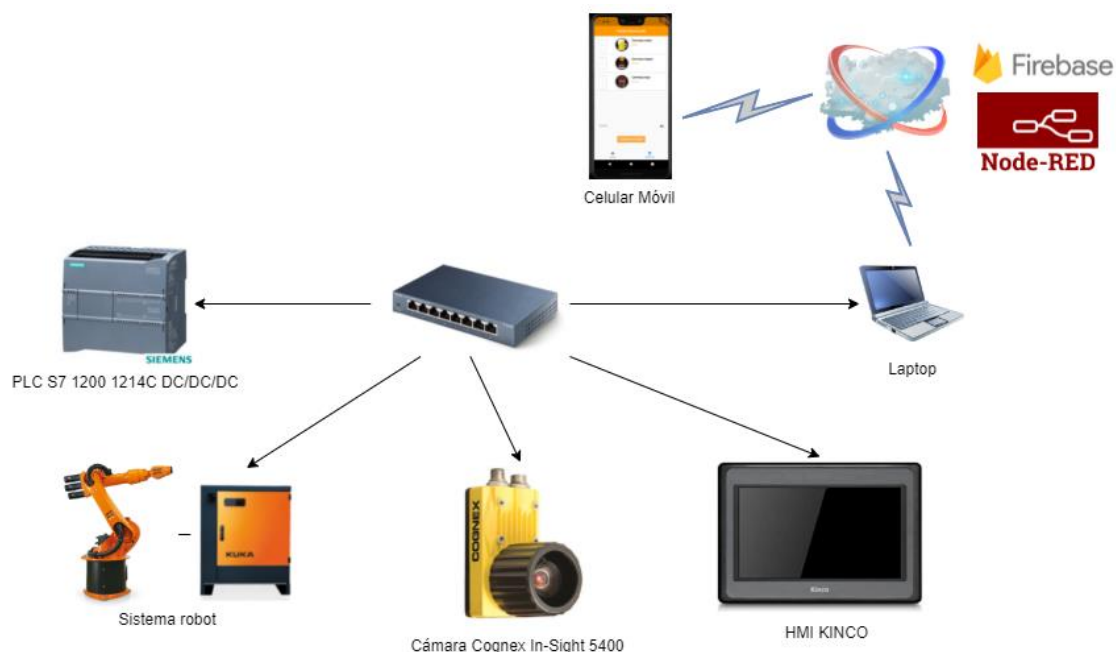 Firebase
Node-RED
Celular Móvil
SIEMENS
PLC S7 1200 1214C DC/DC/DC
Laptop
KUKA
COGNEX
Kinco
Sistema robot
Cámara Cognex In-Sight 5400
HMI KINCO